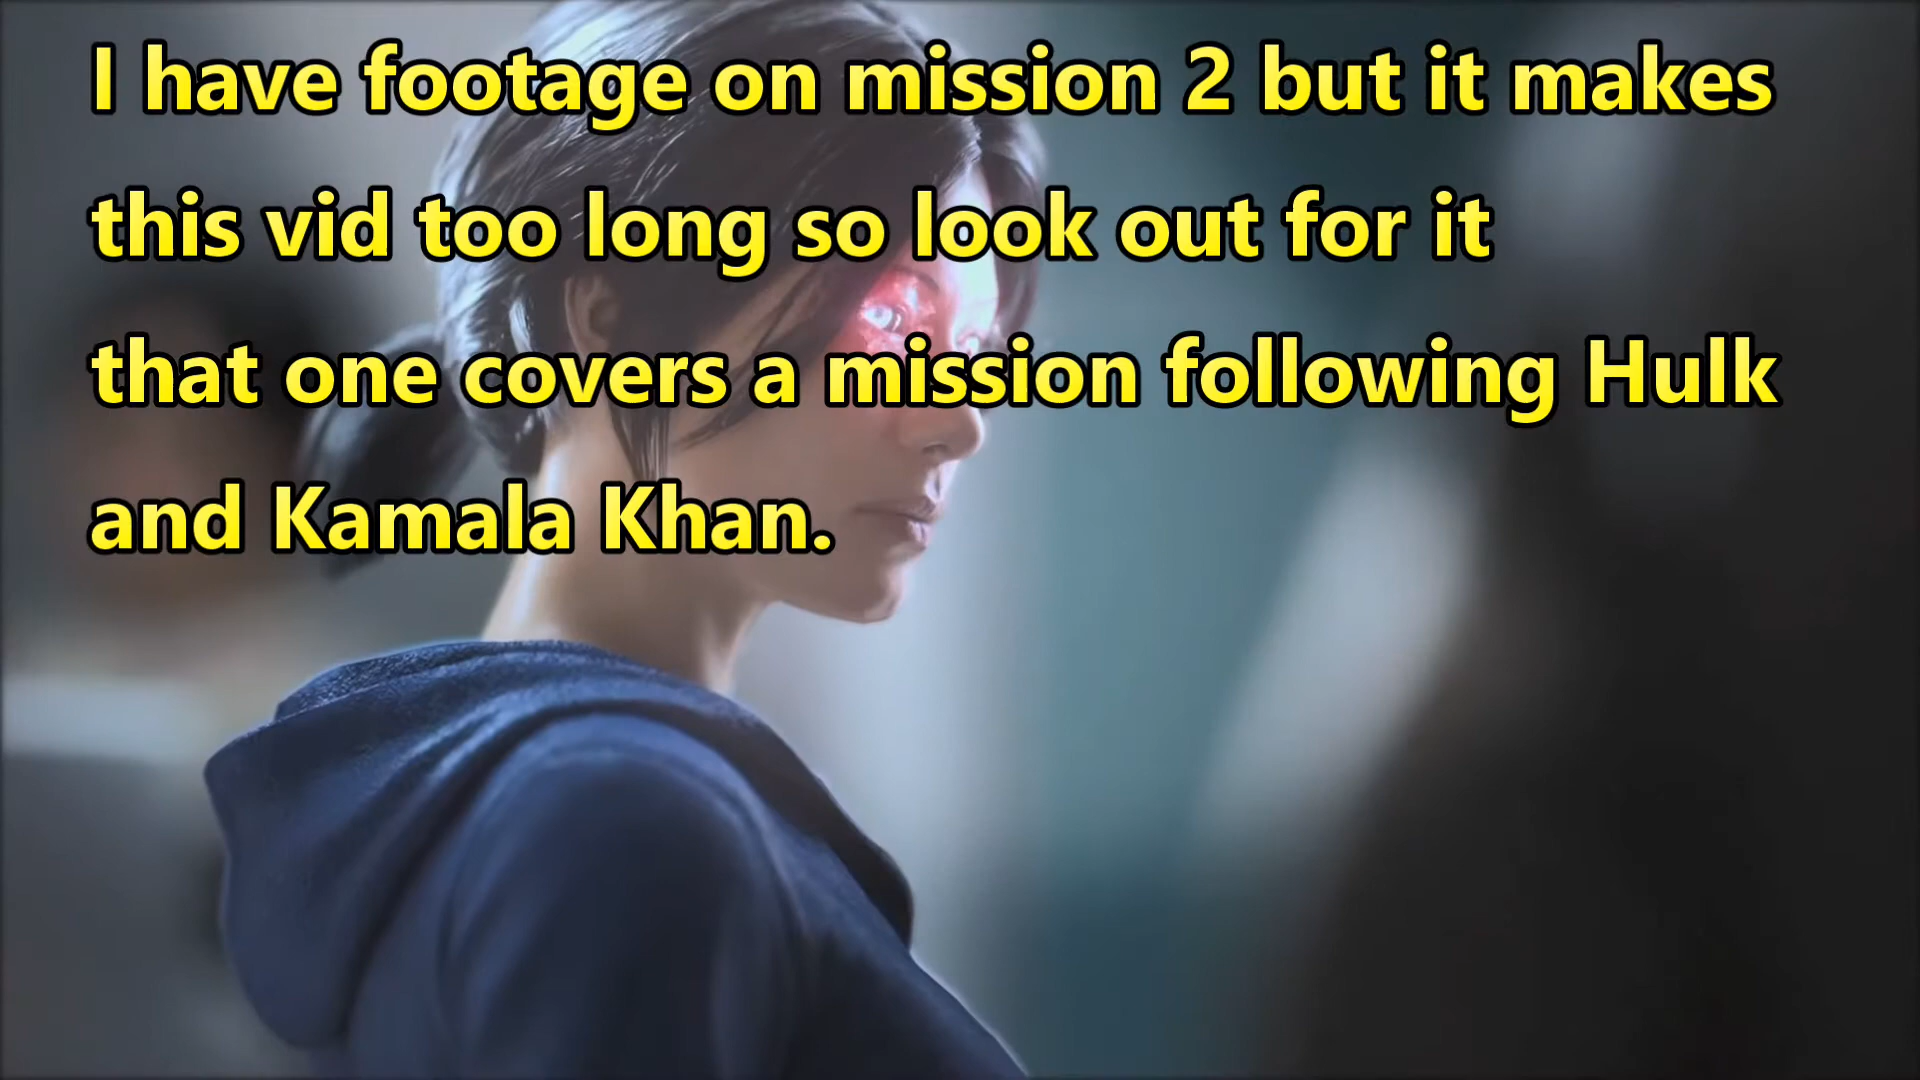 I have footage on mission 2 but it makes
this vid too long so look out for it
that one covers a mission following Hulk
and Kamala Khan.